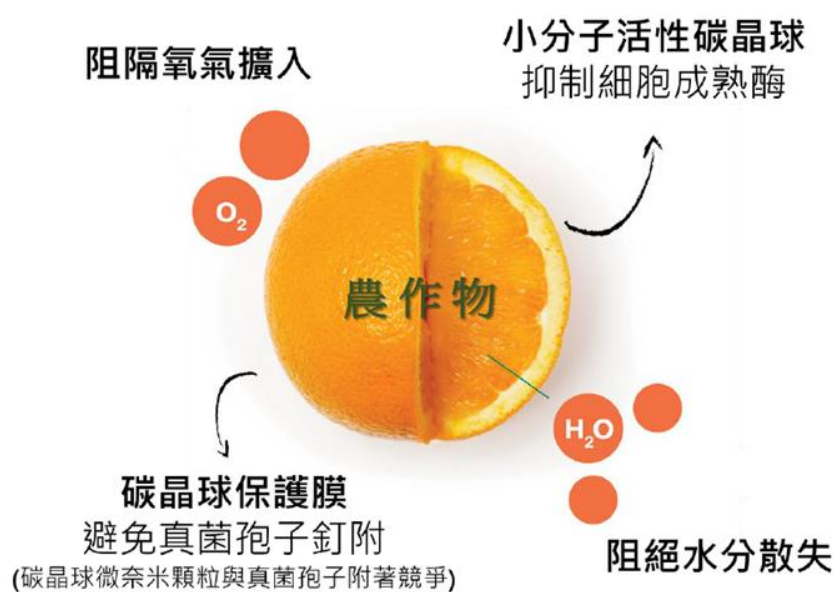 阻隔氧氣擴入
小分子活性碳晶球
抑制細胞成熟酶
O₂
農作物
H₂O
碳晶球保護膜
避免真菌孢子釘附
(碳晶球微奈米顆粒與真菌孢子附著競爭)
阻絕水分散失